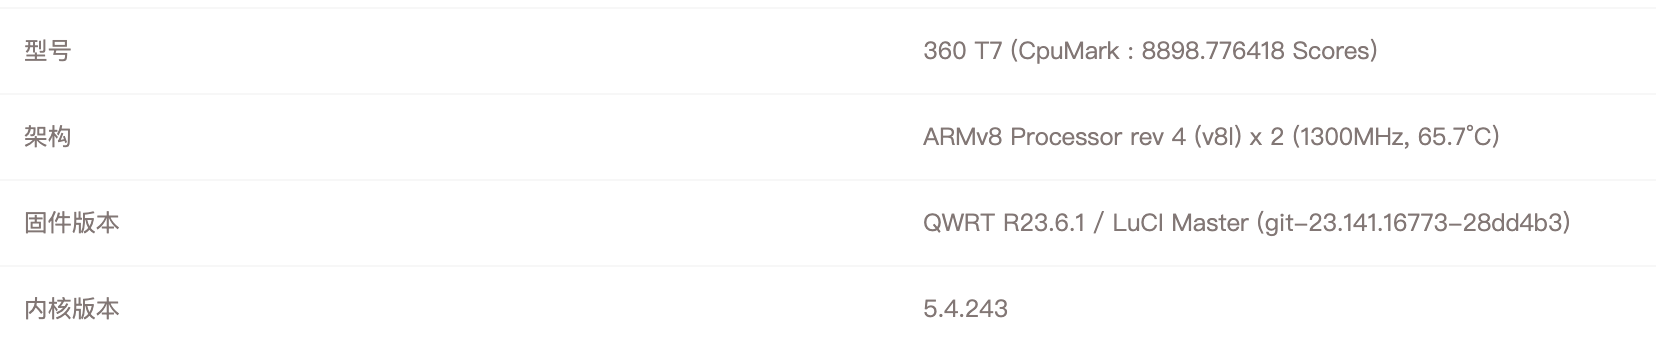 型号
360 T7 (CpuMark : 8898.776418 Scores)
架构
ARMv8 Processor rev 4 (v8l) x 2 (1300MHz, 65.7°C)
固件版本
QWRT R23.6.1 / LuCI Master (git-23.141.16773-28dd4b3)
内核版本
5.4.243